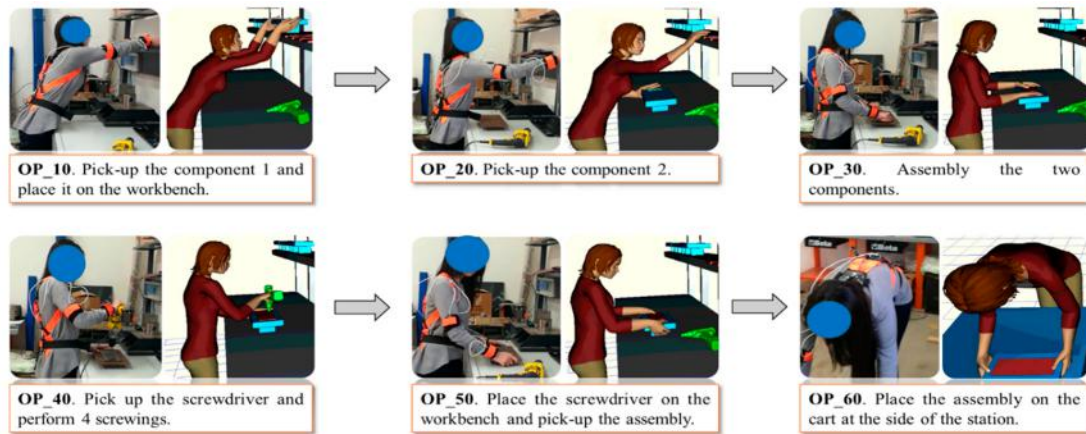 OP_10. Pick-up the component 1 and
place it on the workbench.
OP_20. Pick-up the component 2.
OP_30. Assembly the two
components.
OP_40. Pick up the screwdriver and
perform 4 screwings.
OP_50. Place the screwdriver on the
workbench and pick-up the assembly.
OP_60. Place the assembly on the
cart at the side of the station.